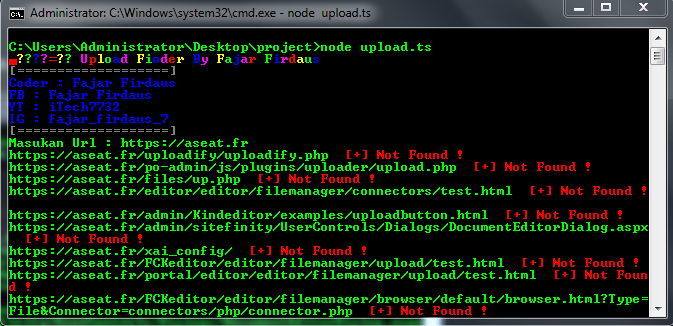 Administrator: C:\Windows\system32\cmd.exe - node  upload.ts
C:\Users\Administrator\Desktop\project>node upload.ts
????=?? Upload Finder By Fajar Firdaus
[===================]
Coder : Fajar Firdaus
FB : Fajar Firdaus
YT : iTech7732
IG : fajar_firdaus_7
[===================]
Masukan Url : https://aseat.fr
https://aseat.fr/uploadify/uploadify.php  [+] Not Found !
https://aseat.fr/po-admin/js/plugins/uploader/upload.php  [+] Not Found !
https://aseat.fr/files/up.php  [+] Not Found !
https://aseat.fr/editor/editor/filemanager/connectors/test.html  [+] Not Found !
https://aseat.fr/admin/Kindeditor/examples/uploadbutton.html  [+] Not Found !
https://aseat.fr/admin/sitefinity/UserControls/Dialogs/DocumentEditorDialog.aspx
  [+] Not Found !
https://aseat.fr/xai_config/  [+] Not Found !
https://aseat.fr/FCKeditor/editor/filemanager/upload/test.html  [+] Not Found !
https://aseat.fr/portal/editor/editor/filemanager/upload/test.html  [+] Not Foun
d !
https://aseat.fr/FCKeditor/editor/filemanager/browser/default/browser.html?Type=
File&Connector=connectors/php/connector.php  [+] Not Found !